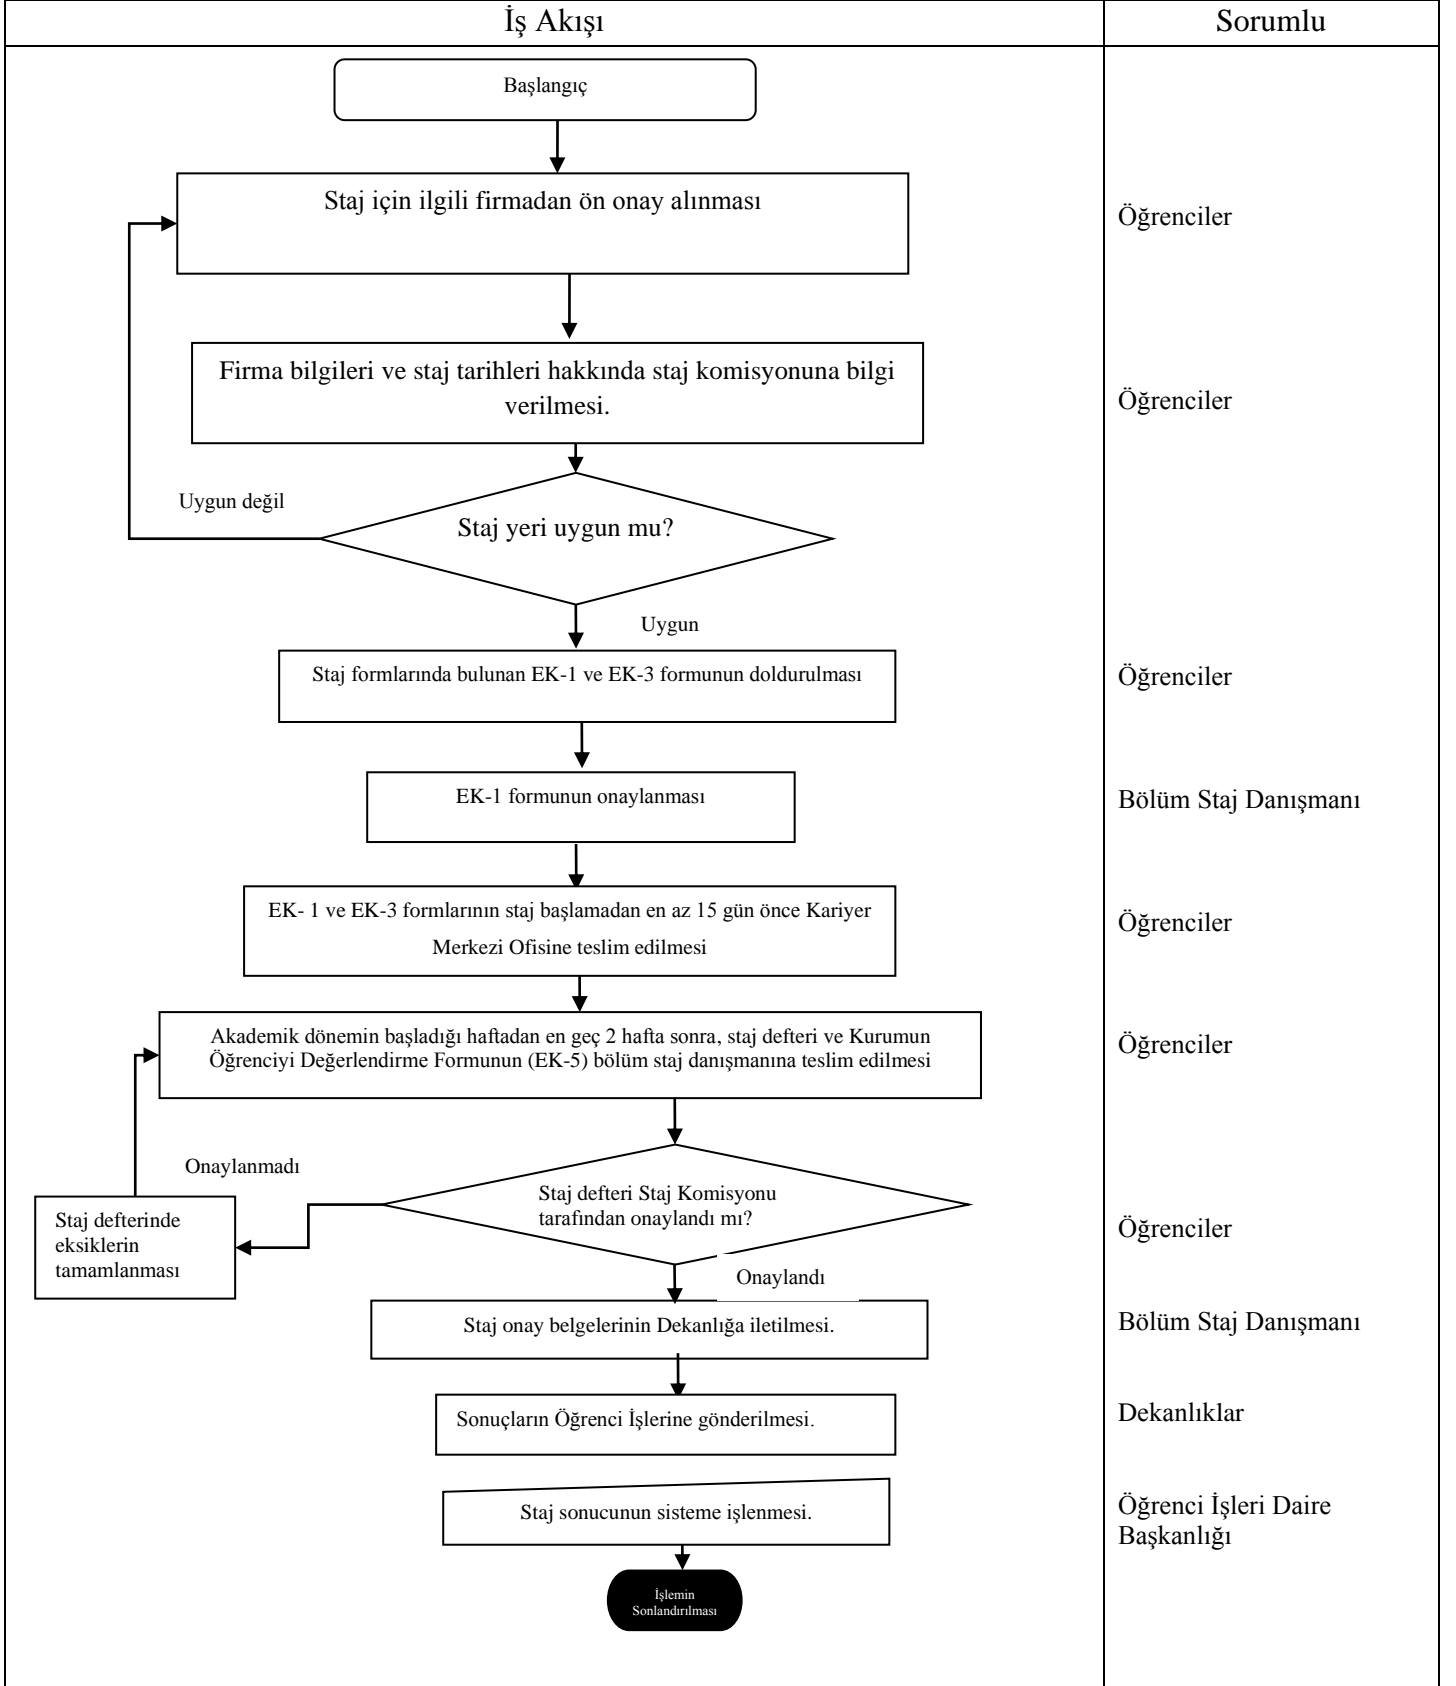 İş Akışı
Sorumlu
Başlangıç
Staj için ilgili firmadan ön onay alınması
Öğrenciler
Firma bilgileri ve staj tarihleri hakkında staj komisyonuna bilgi
verilmesi.
Öğrenciler
Uygun değil
Staj yeri uygun mu?
Uygun
Staj formlarında bulunan EK-1 ve EK-3 formunun doldurulması
Öğrenciler
EK-1 formunun onaylanması
Bölüm Staj Danışmanı
EK- 1 ve EK-3 formlarının staj başlamadan en az 15 gün önce Kariyer
Merkezi Ofisine teslim edilmesi
Öğrenciler
Akademik dönemin başladığı haftadan en geç 2 hafta sonra, staj defteri ve Kurumun
Öğrenciyi Değerlendirme Formunun (EK-5) bölüm staj danışmanına teslim edilmesi
Öğrenciler
Onaylanmadı
Staj defteri Staj Komisyonu
tarafından onaylandı mı?
Staj defterinde
eksiklerin
tamamlanması
Öğrenciler
Onaylandı
Staj onay belgelerinin Dekanlığa iletilmesi.
Bölüm Staj Danışmanı
Sonuçların Öğrenci İşlerine gönderilmesi.
Dekanlıklar
Staj sonucunun sisteme işlenmesi.
Öğrenci İşleri Daire
Başkanlığı
İşlemin
Sonlandırılması